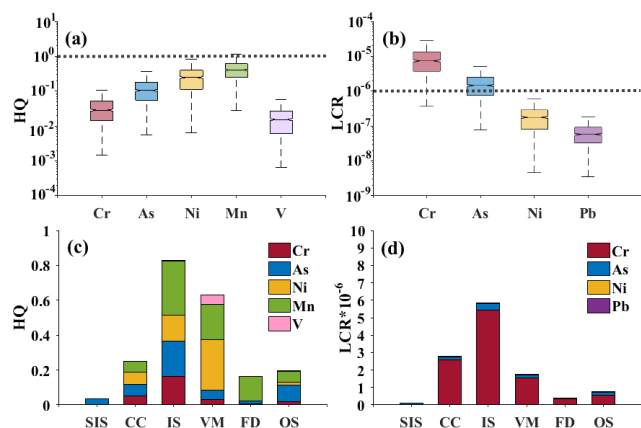 (a)
HQ
10^1
10^0
10^-1
10^-2
10^-3
10^-4
Cr As Ni Mn V
(b)
LCR
10^-4
10^-5
10^-6
10^-7
10^-8
10^-9
Cr As Ni Pb
(c)
HQ
1
0.8
0.6
0.4
0.2
0
Cr
As
Ni
Mn
V
SIS CC IS VM FD OS
(d)
LCR*10^-6
10
9
8
7
6
5
4
3
2
1
0
Cr
As
Ni
Pb
SIS CC IS VM FD OS